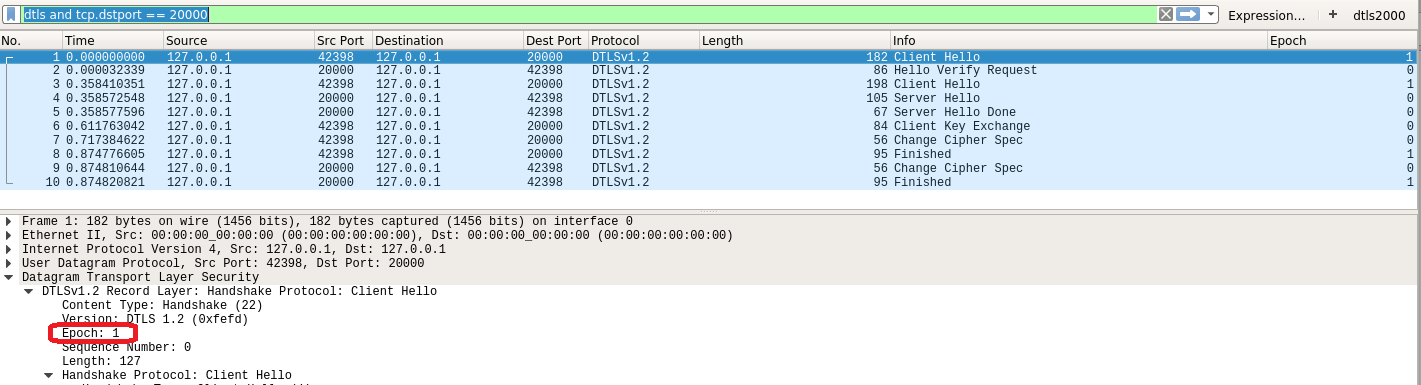 dtls and tcp.dstport == 20000 Expression... + dtls2000
No. Time Source Src Port Destination Dest Port Protocol Length Info Epoch
1 0.000000000 127.0.0.1 42398 127.0.0.1 20000 DTLSv1.2 182 Client Hello 1
2 0.000032339 127.0.0.1 20000 127.0.0.1 42398 DTLSv1.2 86 Hello Verify Request 0
3 0.358410351 127.0.0.1 42398 127.0.0.1 20000 DTLSv1.2 198 Client Hello 1
4 0.358572548 127.0.0.1 20000 127.0.0.1 42398 DTLSv1.2 105 Server Hello 0
5 0.358577596 127.0.0.1 20000 127.0.0.1 42398 DTLSv1.2 67 Server Hello Done 0
6 0.611763042 127.0.0.1 42398 127.0.0.1 20000 DTLSv1.2 84 Client Key Exchange 0
7 0.717384622 127.0.0.1 42398 127.0.0.1 20000 DTLSv1.2 56 Change Cipher Spec 0
8 0.874776605 127.0.0.1 42398 127.0.0.1 20000 DTLSv1.2 95 Finished 1
9 0.874810644 127.0.0.1 20000 127.0.0.1 42398 DTLSv1.2 56 Change Cipher Spec 0
10 0.874820821 127.0.0.1 20000 127.0.0.1 42398 DTLSv1.2 95 Finished 1
Frame 1: 182 bytes on wire (1456 bits), 182 bytes captured (1456 bits) on interface 0
Ethernet II, Src: 00:00:00_00:00:00 (00:00:00:00:00:00), Dst: 00:00:00_00:00:00 (00:00:00:00:00:00)
Internet Protocol Version 4, Src: 127.0.0.1, Dst: 127.0.0.1
User Datagram Protocol, Src Port: 42398, Dst Port: 20000
Datagram Transport Layer Security
DTLSv1.2 Record Layer: Handshake Protocol: Client Hello
Content Type: Handshake (22)
Version: DTLS 1.2 (0xfefd)
Epoch: 1
Sequence Number: 0
Length: 127
Handshake Protocol: Client Hello